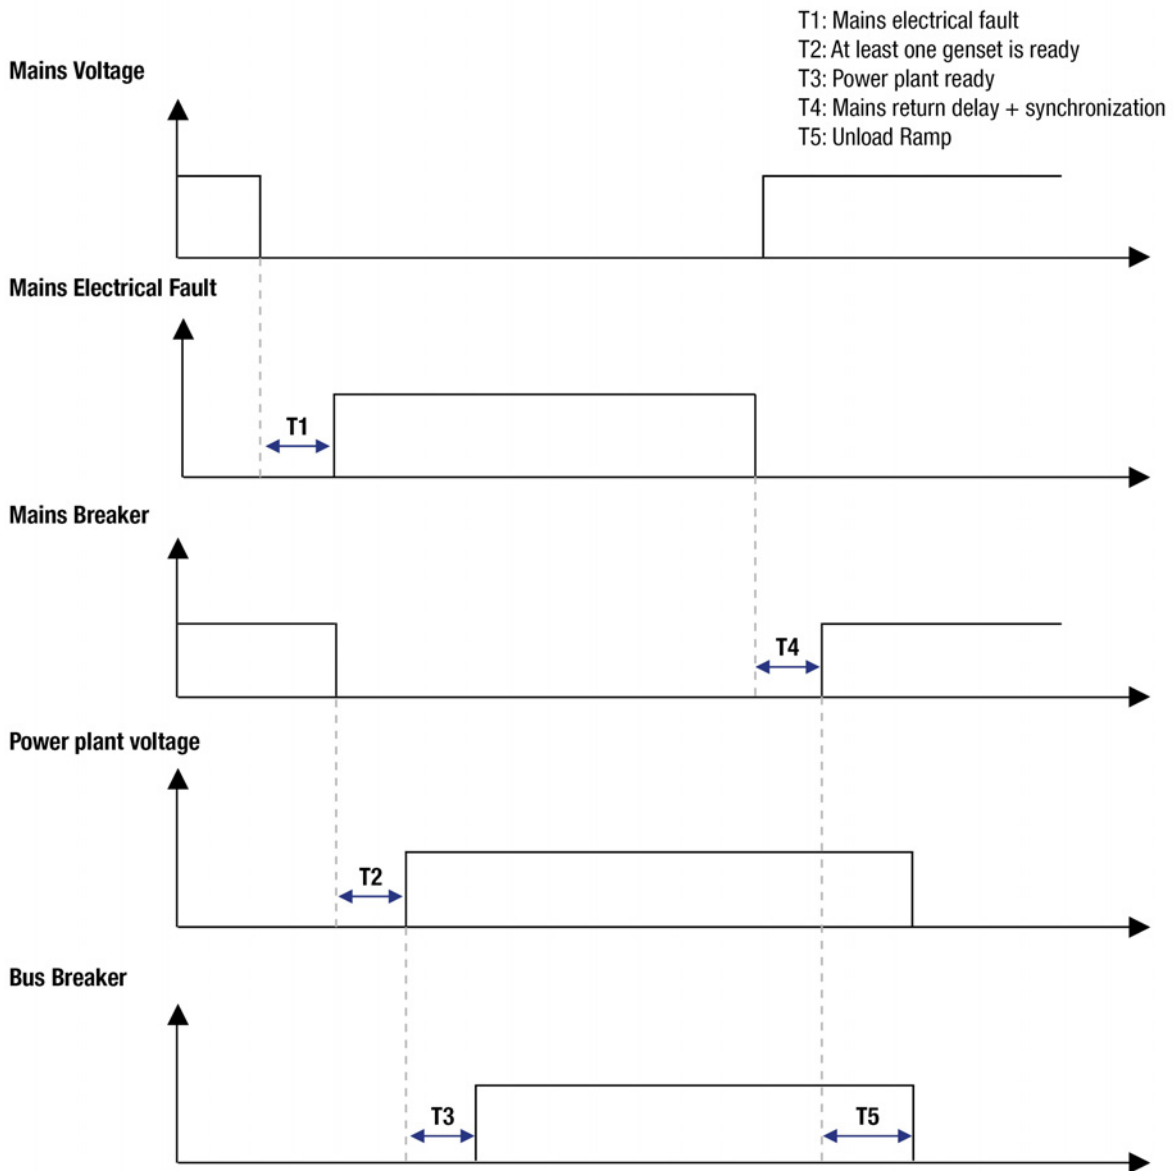 T1: Mains electrical fault
T2: At least one genset is ready
T3: Power plant ready
T4: Mains return delay + synchronization
T5: Unload Ramp
Mains Voltage
Mains Electrical Fault
T1
Mains Breaker
T4
Power plant voltage
T2
Bus Breaker
T3
T5